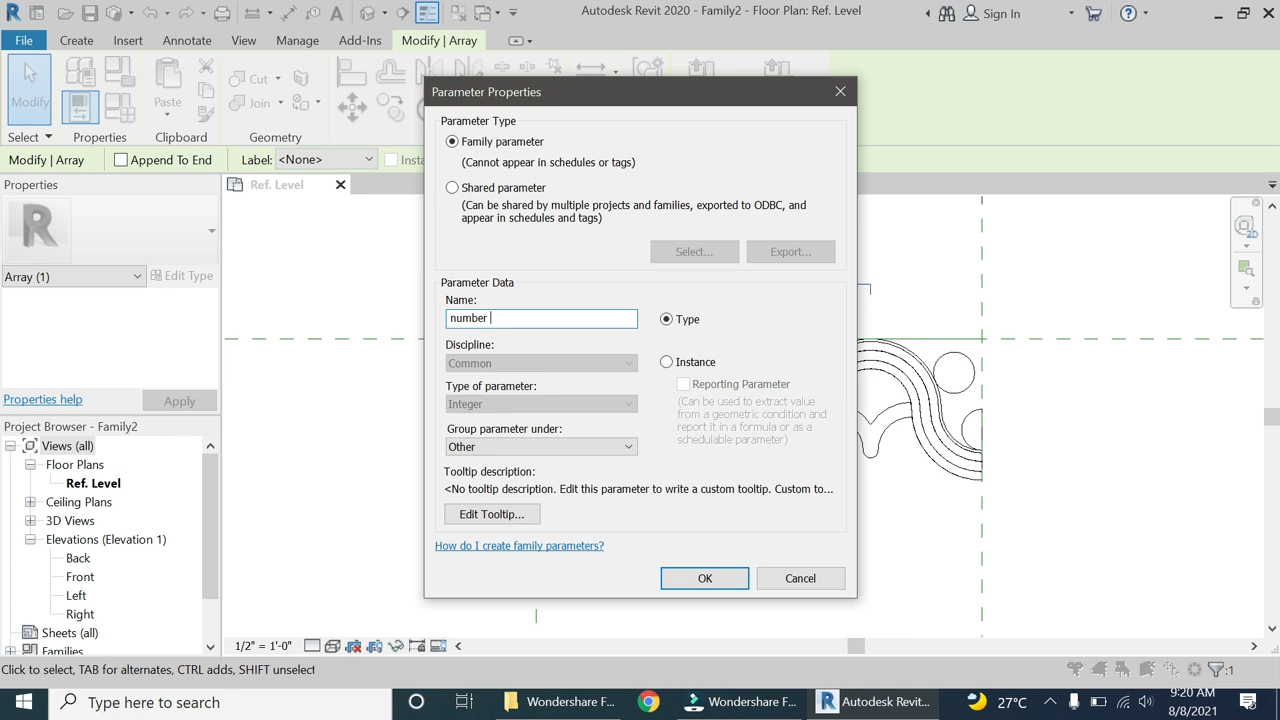 Autodesk Revit 2020 - Family2 - Floor Plan: Ref. Level
Sign In
File Create Insert Annotate View Manage Add-Ins Modify | Array
Modify
Paste
Cut
Join
Select Properties Clipboard Geometry
Modify | Array Append To End Label: <None>
Properties
Ref. Level
Array (1)
Edit Type
Properties help
Apply
Project Browser - Family2
Views (all)
Floor Plans
Ref. Level
Ceiling Plans
3D Views
Elevations (Elevation 1)
Back
Front
Left
Right
Sheets (all)
Families
Parameter Properties
Parameter Type
Family parameter
(Cannot appear in schedules or tags)
Shared parameter
(Can be shared by multiple projects and families, exported to ODBC, and
appear in schedules and tags)
Select... Export...
Parameter Data
Name:
number
Type
Discipline:
Common
Instance
Type of parameter:
Reporting Parameter
Integer
(Can be used to extract value
from a geometric condition and
report it in a formula or as a
schedulable parameter)
Group parameter under:
Other
Tooltip description:
<No tooltip description. Edit this parameter to write a custom tooltip. Custom to...
Edit Tooltip...
How do I create family parameters?
OK Cancel
2D
1/2" = 1'-0"
Click to select, TAB for alternates, CTRL adds, SHIFT unselect
:1
Type here to search
Wondershare F...
Wondershare F...
Autodesk Revit...
27°C
9:20 AM
8/8/2021